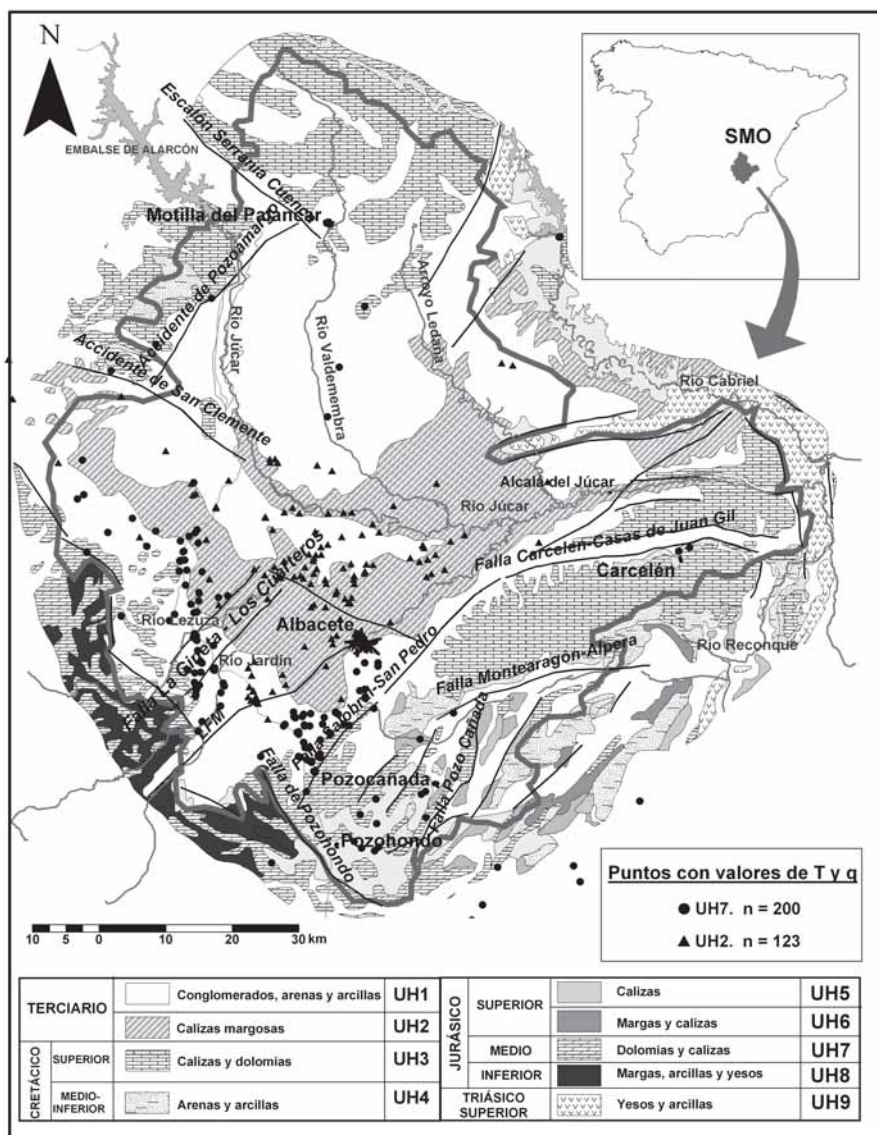 N
SMO
EMBALSE DE ALARCÓN
Escalón Serranía Cuenca
Motilla del Palancar
Accidente de Pozoamargo
Accidente de San Clemente
Río Júcar
Río Valdemembra
Arroyo Ledaña
Río Cabriel
Alcalá del Júcar
Río Júcar
Falla Carcelén-Casas de Juan Gil
Carcelén
Falla La Gineta - Los Cuarteros
Albacete
Río Lezuza
Río Jardín
Río Reconque
Falla Montearagón-Alpera
LFM
Pozocañada
Falla Pozo Cañada
Falla de Pozohondo
Pozohondo
Puntos con valores de T y q
UH7. n = 200
UH2. n = 123
10 5 0 10 20 30 km
TERCIARIO
Conglomerados, arenas y arcillas UH1
Calizas margosas UH2
CRETÁCICO
SUPERIOR Calizas y dolomias UH3
MEDIO-INFERIOR Arenas y arcillas UH4
JURÁSICO
SUPERIOR Calizas UH5
Margas y calizas UH6
MEDIO Dolomías y calizas UH7
INFERIOR Margas, arcillas y yesos UH8
TRIÁSICO SUPERIOR Yesos y arcillas UH9